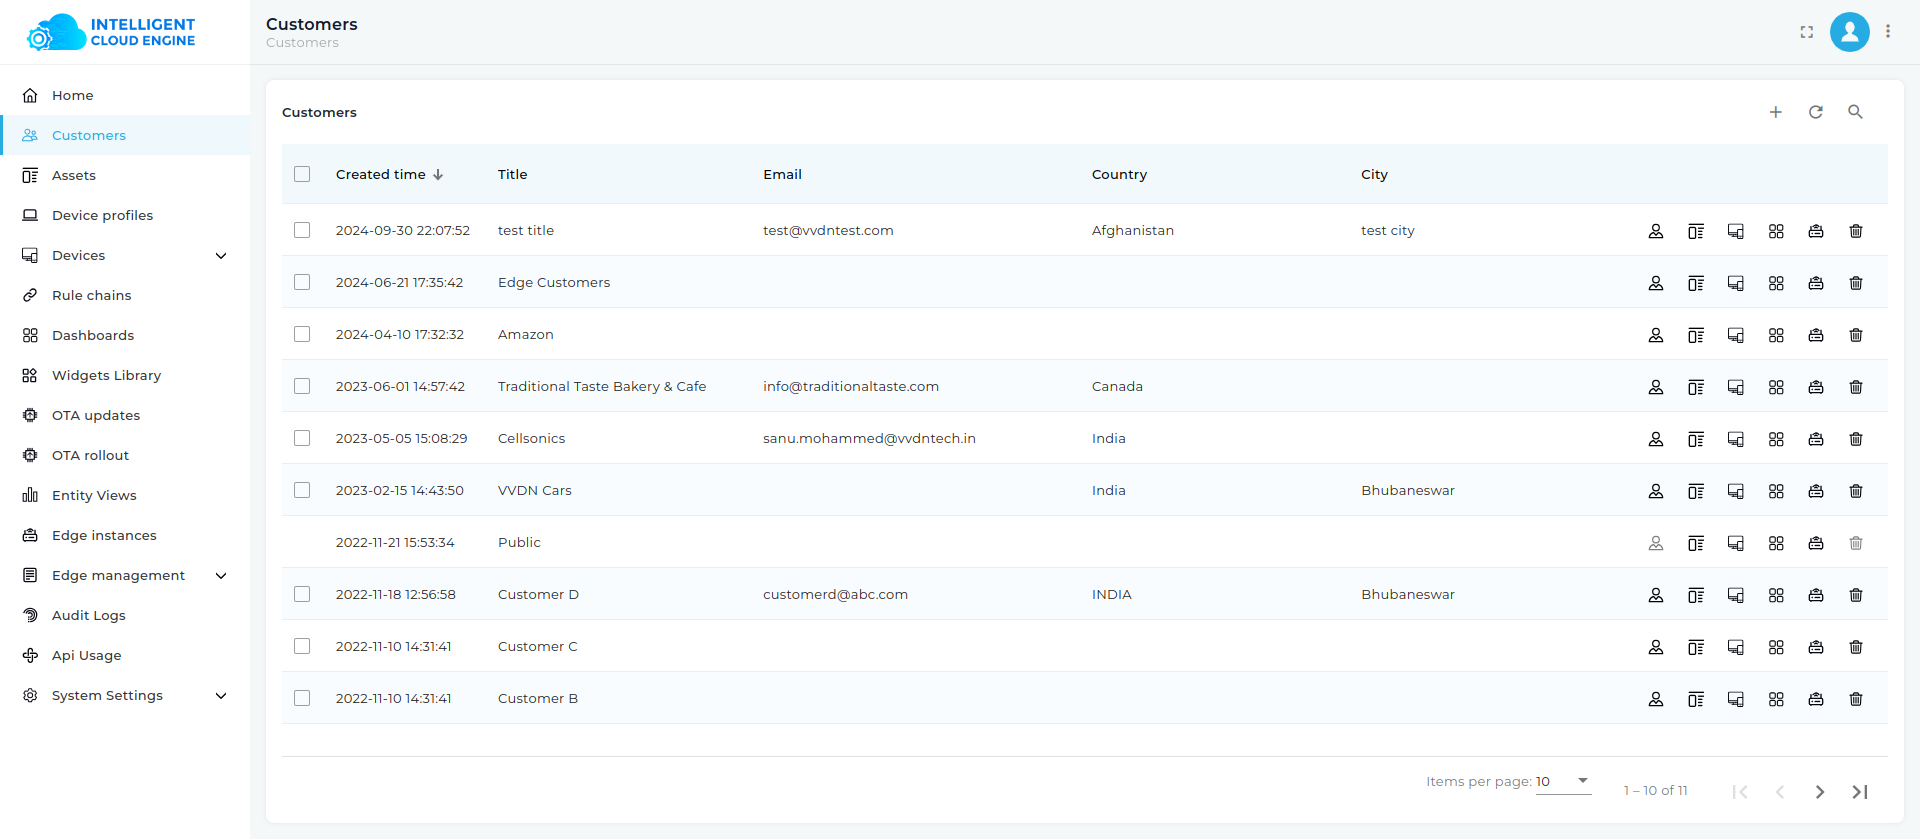 INTELLIGENT
CLOUD ENGINE
Customers
Customers
Home
Customers
Assets
Device profiles
Devices
Rule chains
Dashboards
Widgets Library
OTA updates
OTA rollout
Entity Views
Edge instances
Edge management
Audit Logs
Api Usage
System Settings
Customers
Created time Title Email Country City
2024-09-30 22:07:52 test title test@vvdntest.com Afghanistan test city
2024-06-21 17:35:42 Edge Customers
2024-04-10 17:32:32 Amazon
2023-06-01 14:57:42 Traditional Taste Bakery & Cafe info@traditionaltaste.com Canada
2023-05-05 15:08:29 Cellsonics sanu.mohammed@vvdntech.in India
2023-02-15 14:43:50 VVDN Cars India Bhubaneswar
2022-11-21 15:53:34 Public
2022-11-18 12:56:58 Customer D customerd@abc.com INDIA Bhubaneswar
2022-11-10 14:31:41 Customer C
2022-11-10 14:31:41 Customer B
Items per page: 10 1 – 10 of 11